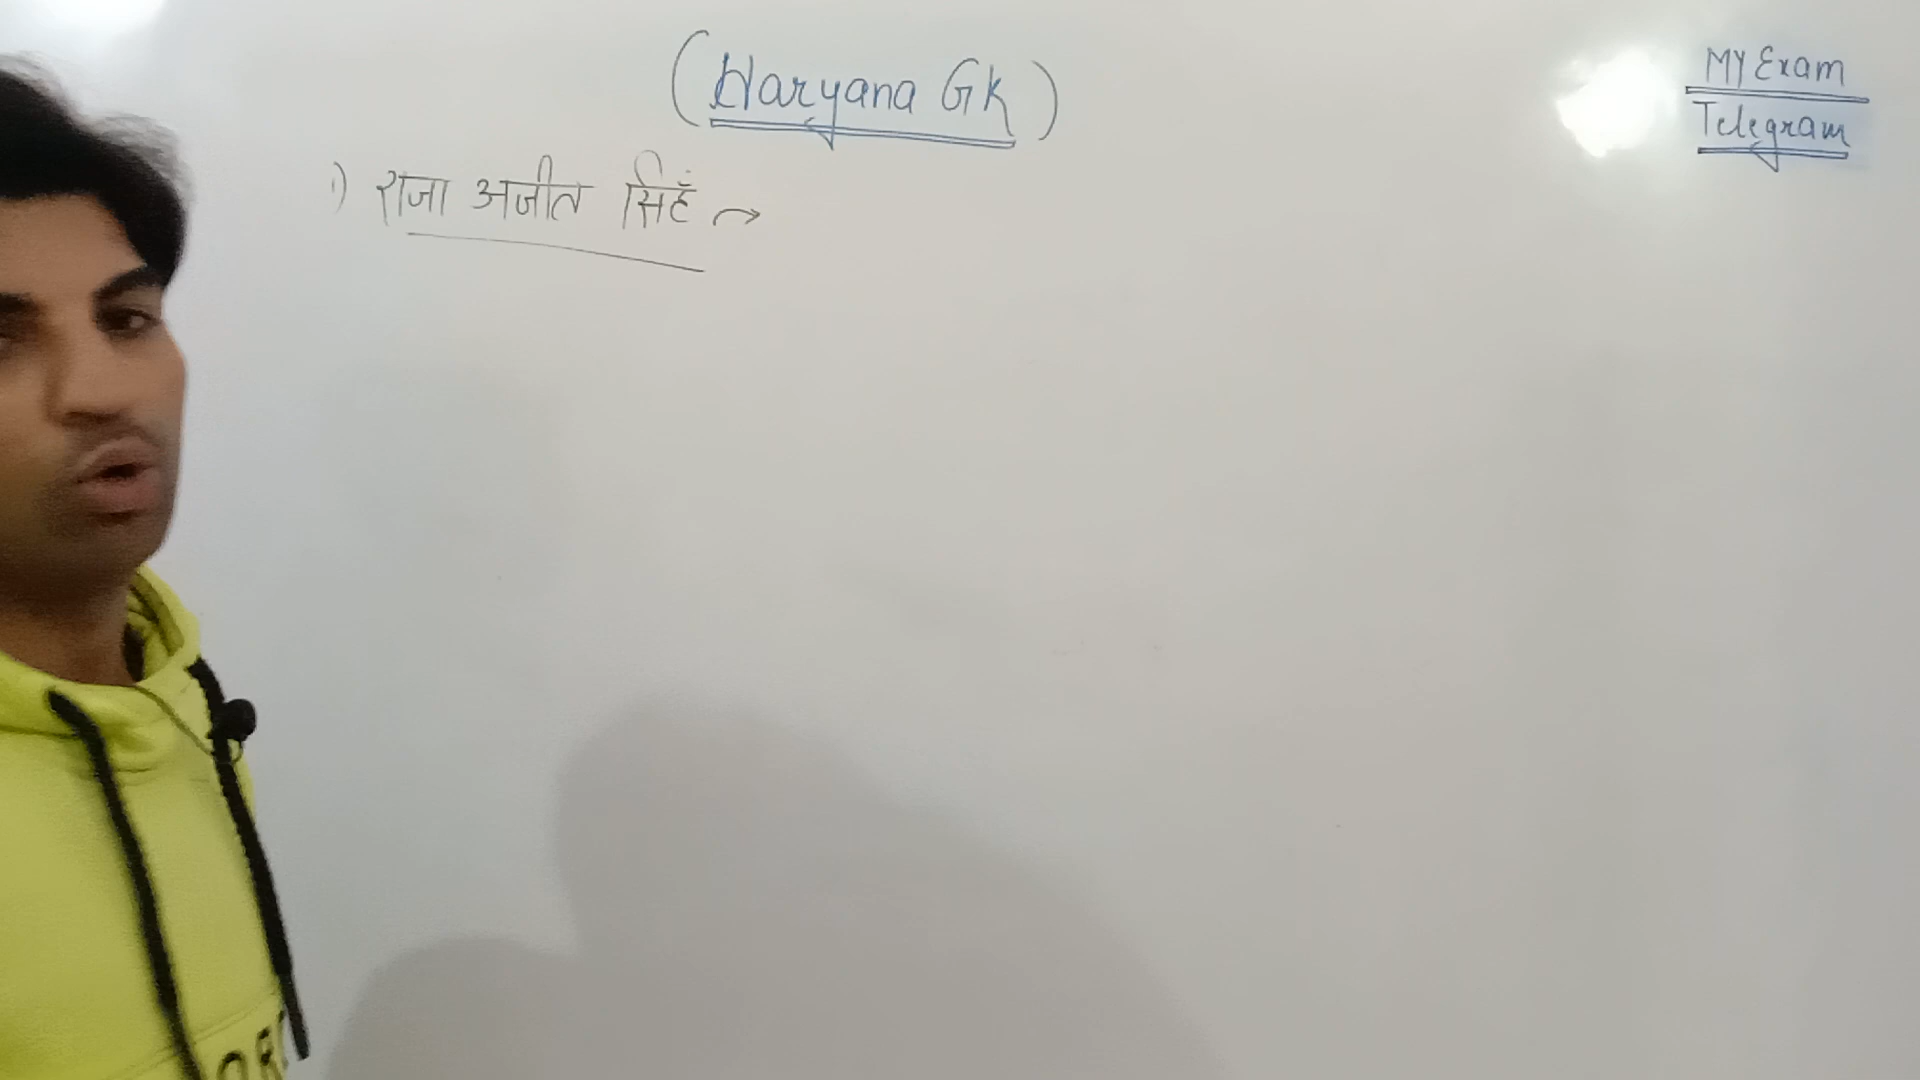 (Haryana GK)
MY Exam
Telegram
1) राजा अजीत सिहँ →